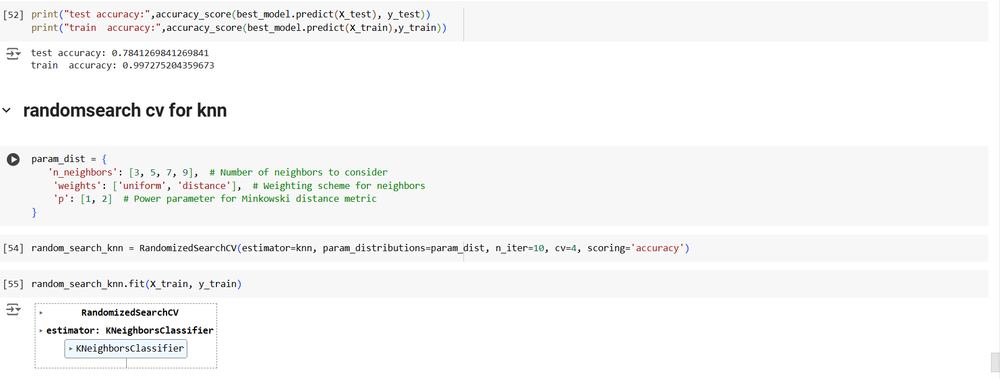 [52] print("test accuracy:",accuracy_score(best_model.predict(X_test), y_test))
print("train  accuracy:",accuracy_score(best_model.predict(X_train),y_train))
test accuracy: 0.7841269841269841
train  accuracy: 0.997275204359673
randomsearch cv for knn
param_dist = {
'n_neighbors': [3, 5, 7, 9],  # Number of neighbors to consider
'weights': ['uniform', 'distance'],  # Weighting scheme for neighbors
'p': [1, 2]  # Power parameter for Minkowski distance metric
}
[54] random_search_knn = RandomizedSearchCV(estimator=knn, param_distributions=param_dist, n_iter=10, cv=4, scoring='accuracy')
[55] random_search_knn.fit(X_train, y_train)
RandomizedSearchCV
estimator: KNeighborsClassifier
KNeighborsClassifier